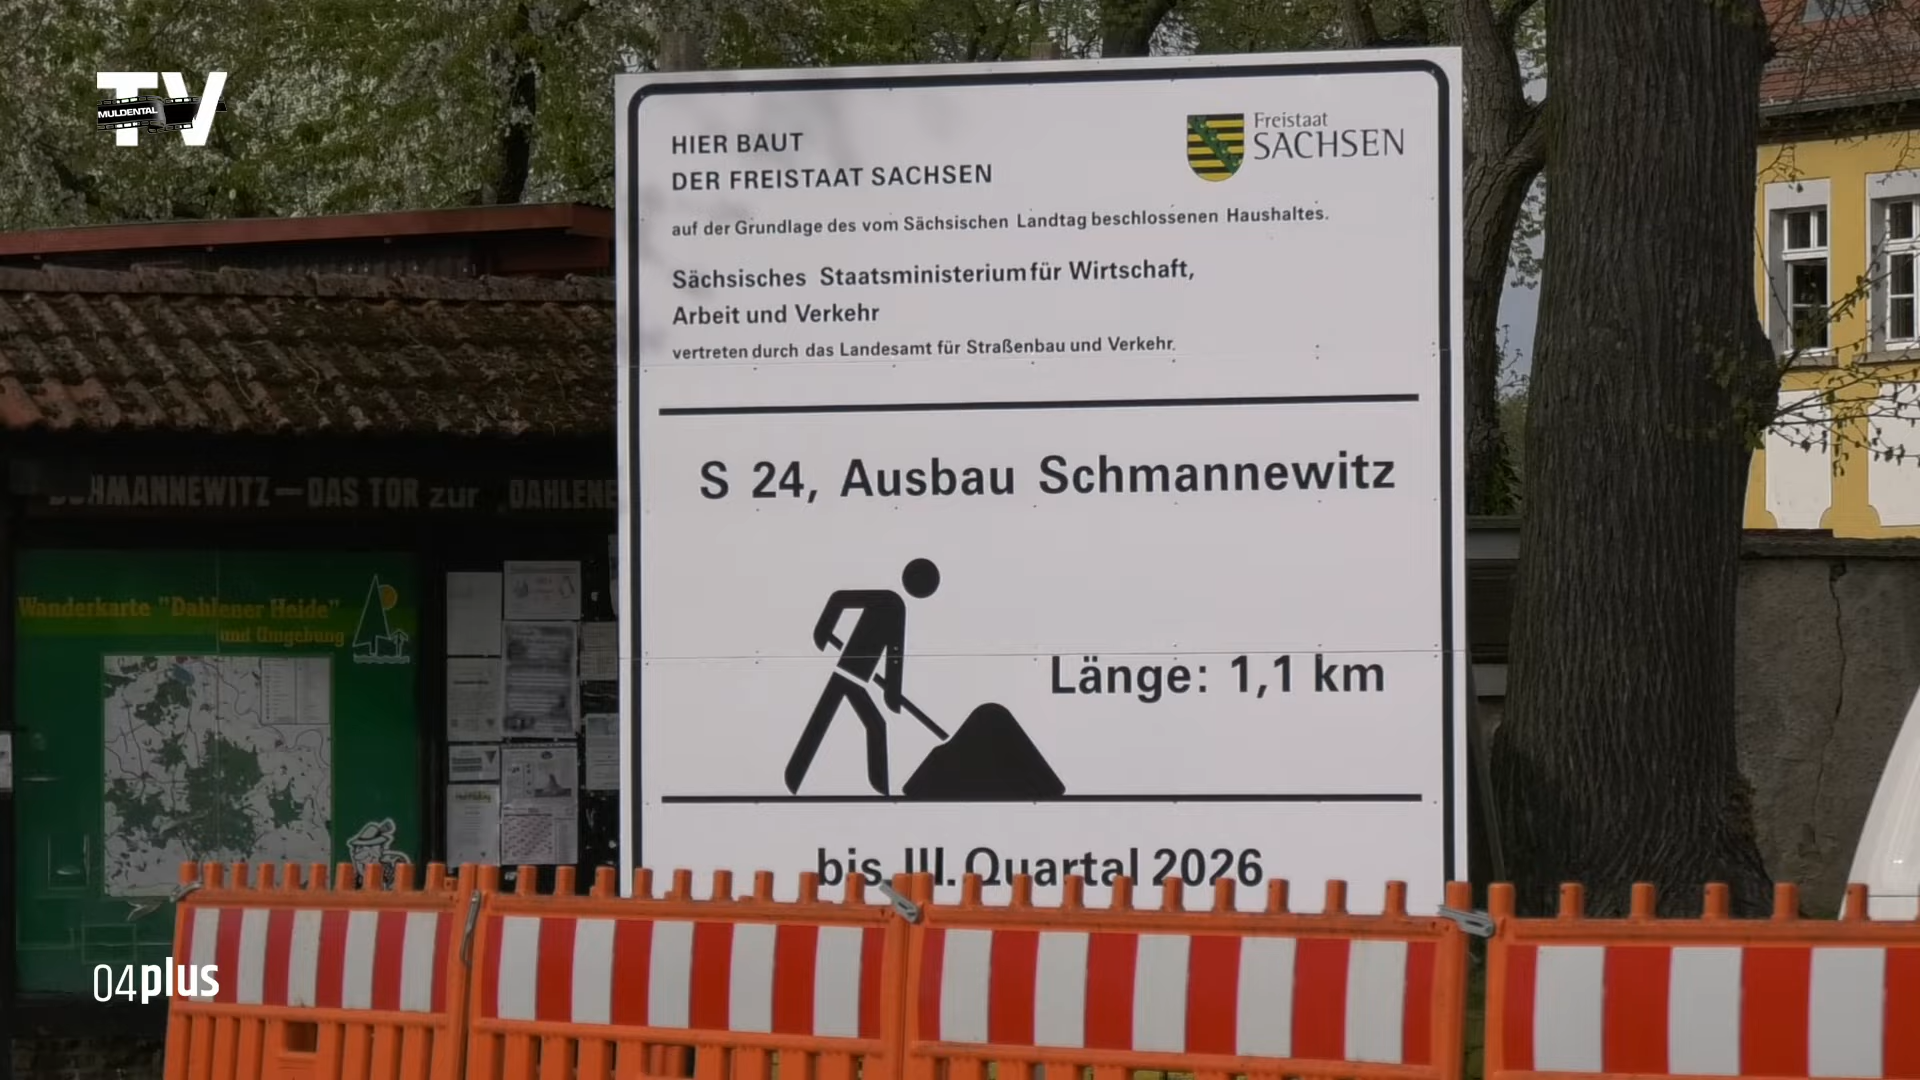 TV
MULDENTAL
HIER BAUT
DER FREISTAAT SACHSEN
Freistaat
SACHSEN
auf der Grundlage des vom Sächsischen Landtag beschlossenen Haushaltes.
Sächsisches Staatsministerium für Wirtschaft,
Arbeit und Verkehr
vertreten durch das Landesamt für Straßenbau und Verkehr.
S 24, Ausbau Schmannewitz
Länge: 1,1 km
bis III. Quartal 2026
SCHMANNEWITZ — DAS TOR zur DAHLENE
Wanderkarte "Dahlener Heide"
und Umgebung
04plus